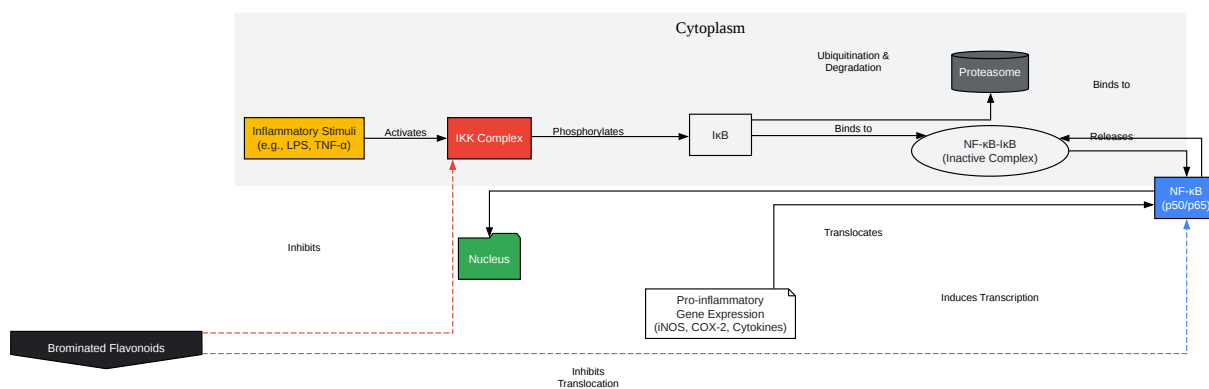 Cytoplasm
Ubiquitination &
Degradation
Proteasome
Binds to
Inflammatory Stimuli
(e.g., LPS, TNF-α)
Activates
IKK Complex
Phosphorylates
IκB
Binds to
NF-κB-IκB
(Inactive Complex)
Releases
NF-κB
(p50/p65)
Translocates
Inhibits
Nucleus
Pro-inflammatory
Gene Expression
(iNOS, COX-2, Cytokines)
Induces Transcription
Brominated Flavonoids
Inhibits
Translocation